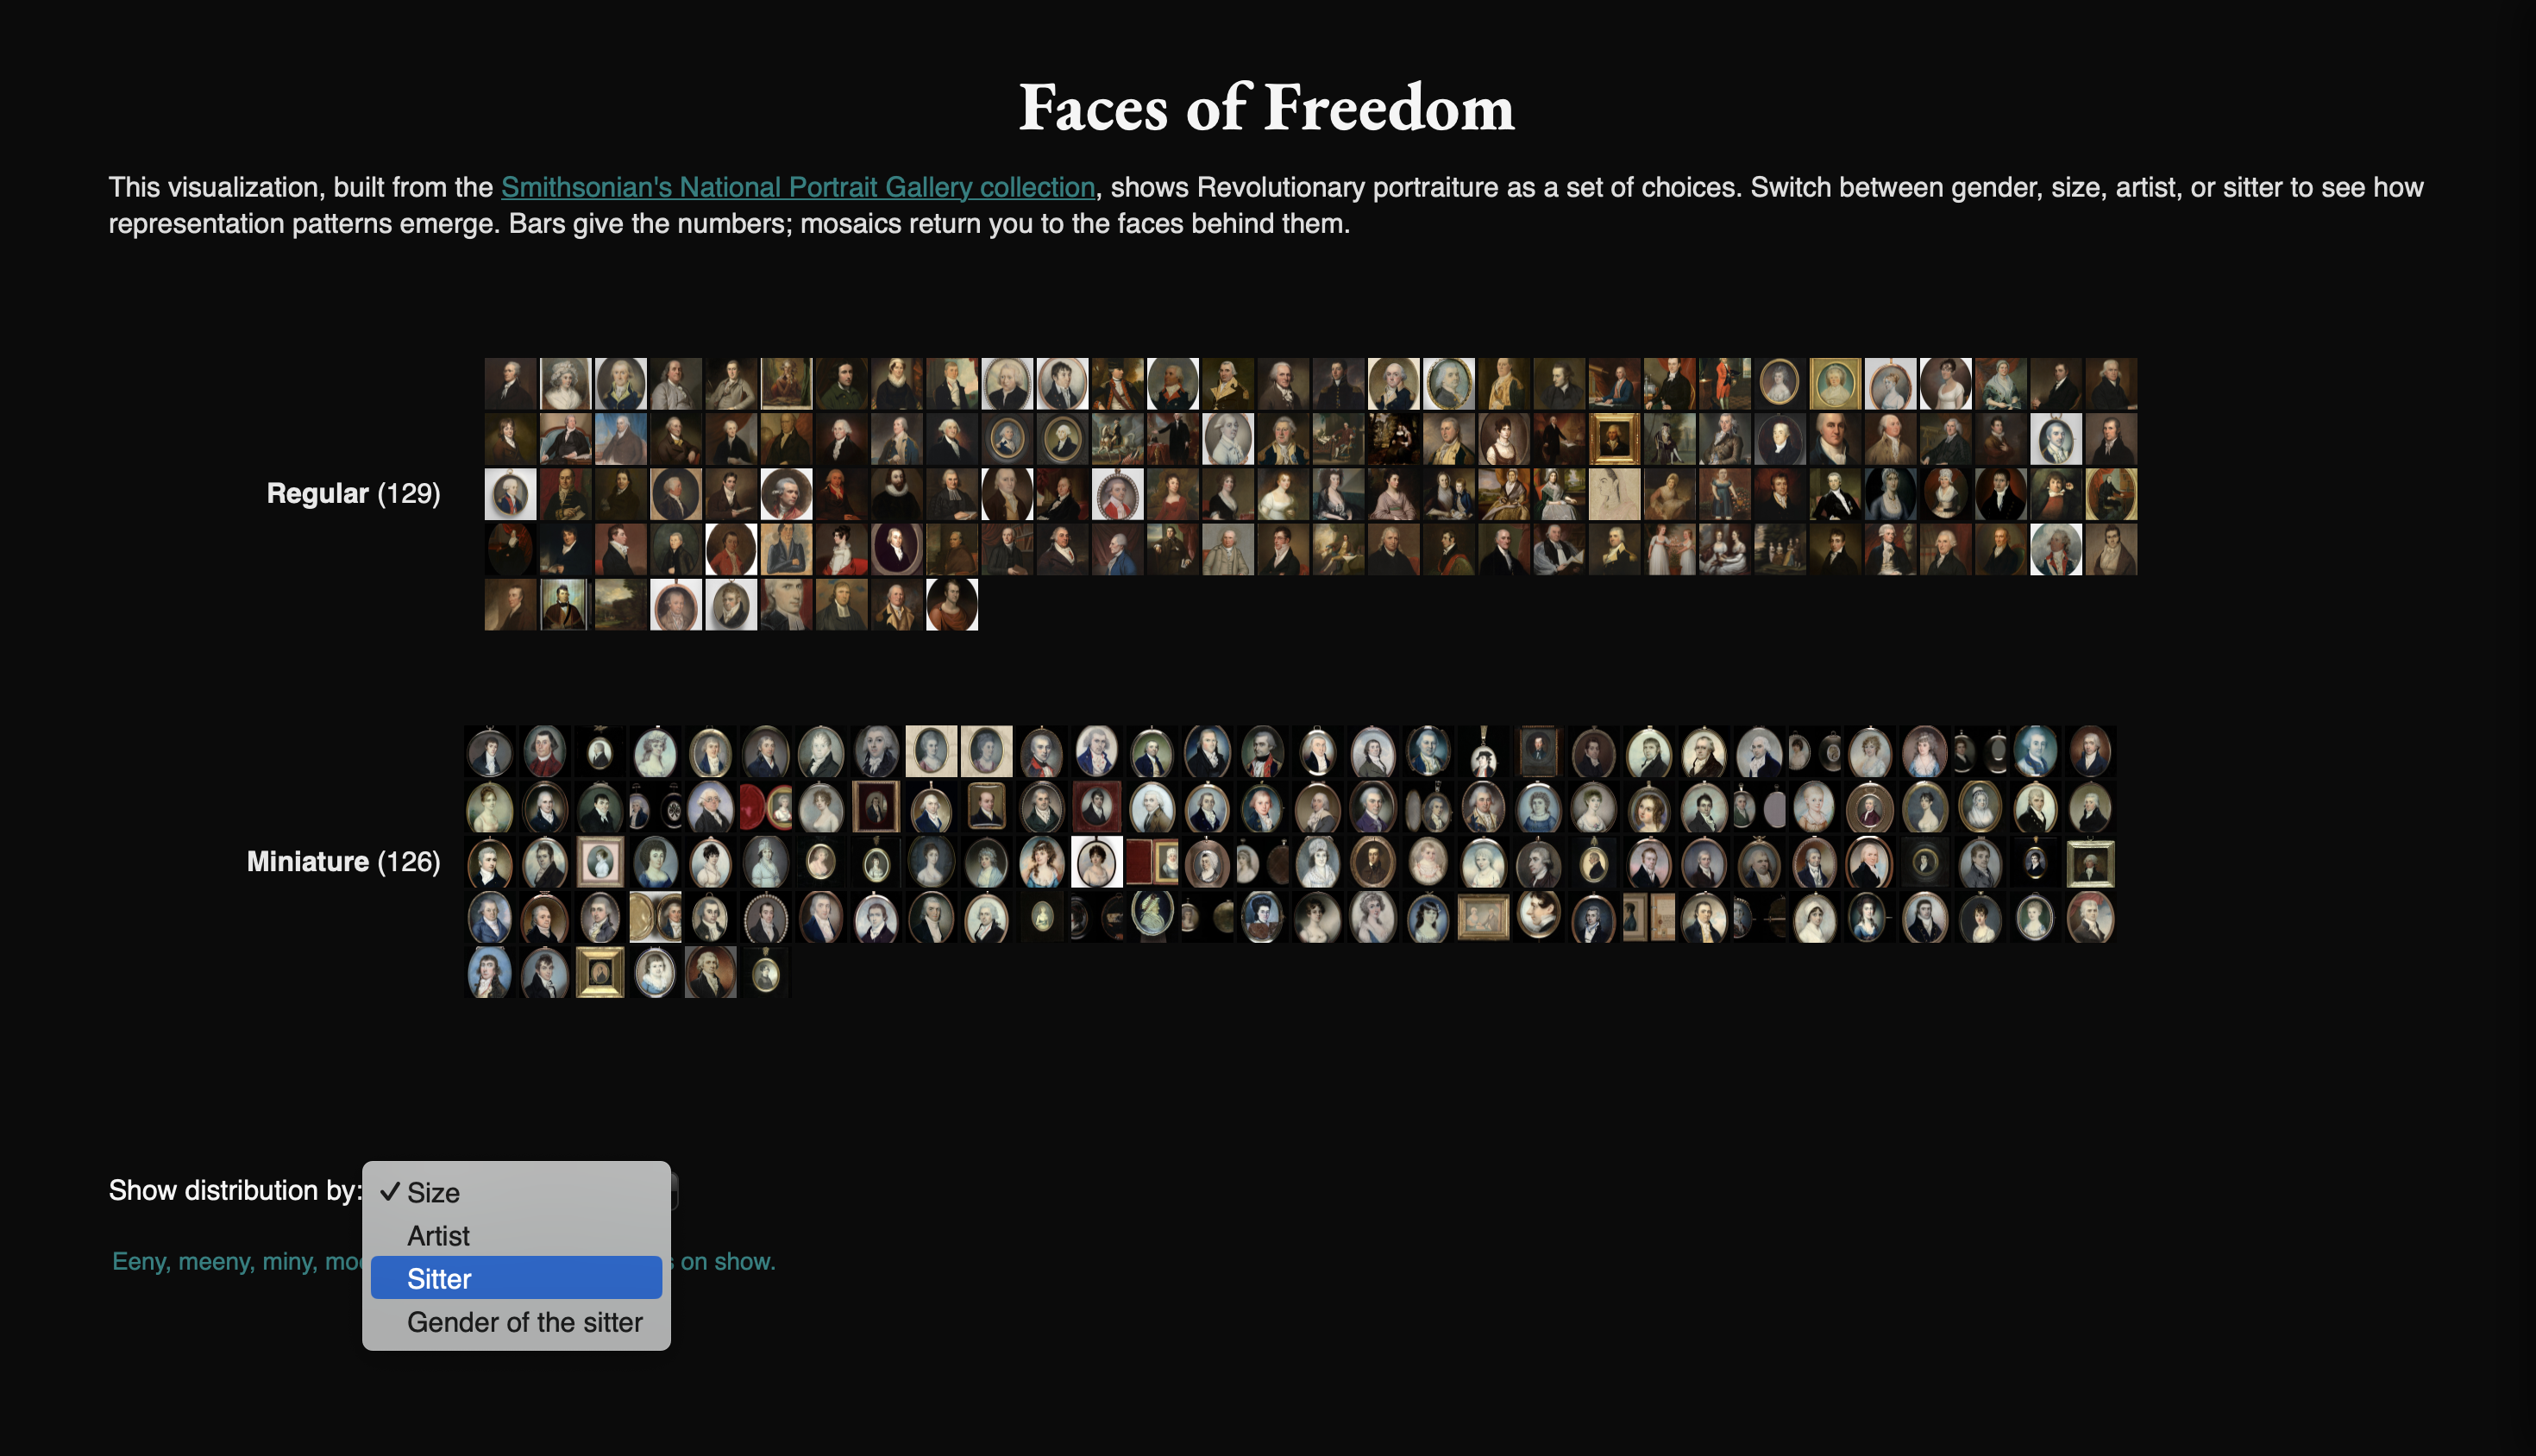 Faces of Freedom
This visualization, built from the Smithsonian's National Portrait Gallery collection, shows Revolutionary portraiture as a set of choices. Switch between gender, size, artist, or sitter to see how
representation patterns emerge. Bars give the numbers; mosaics return you to the faces behind them.
Regular (129)
Miniature (126)
Show distribution by:
✓ Size
Artist
Sitter
Gender of the sitter
Eeny, meeny, miny, on show.